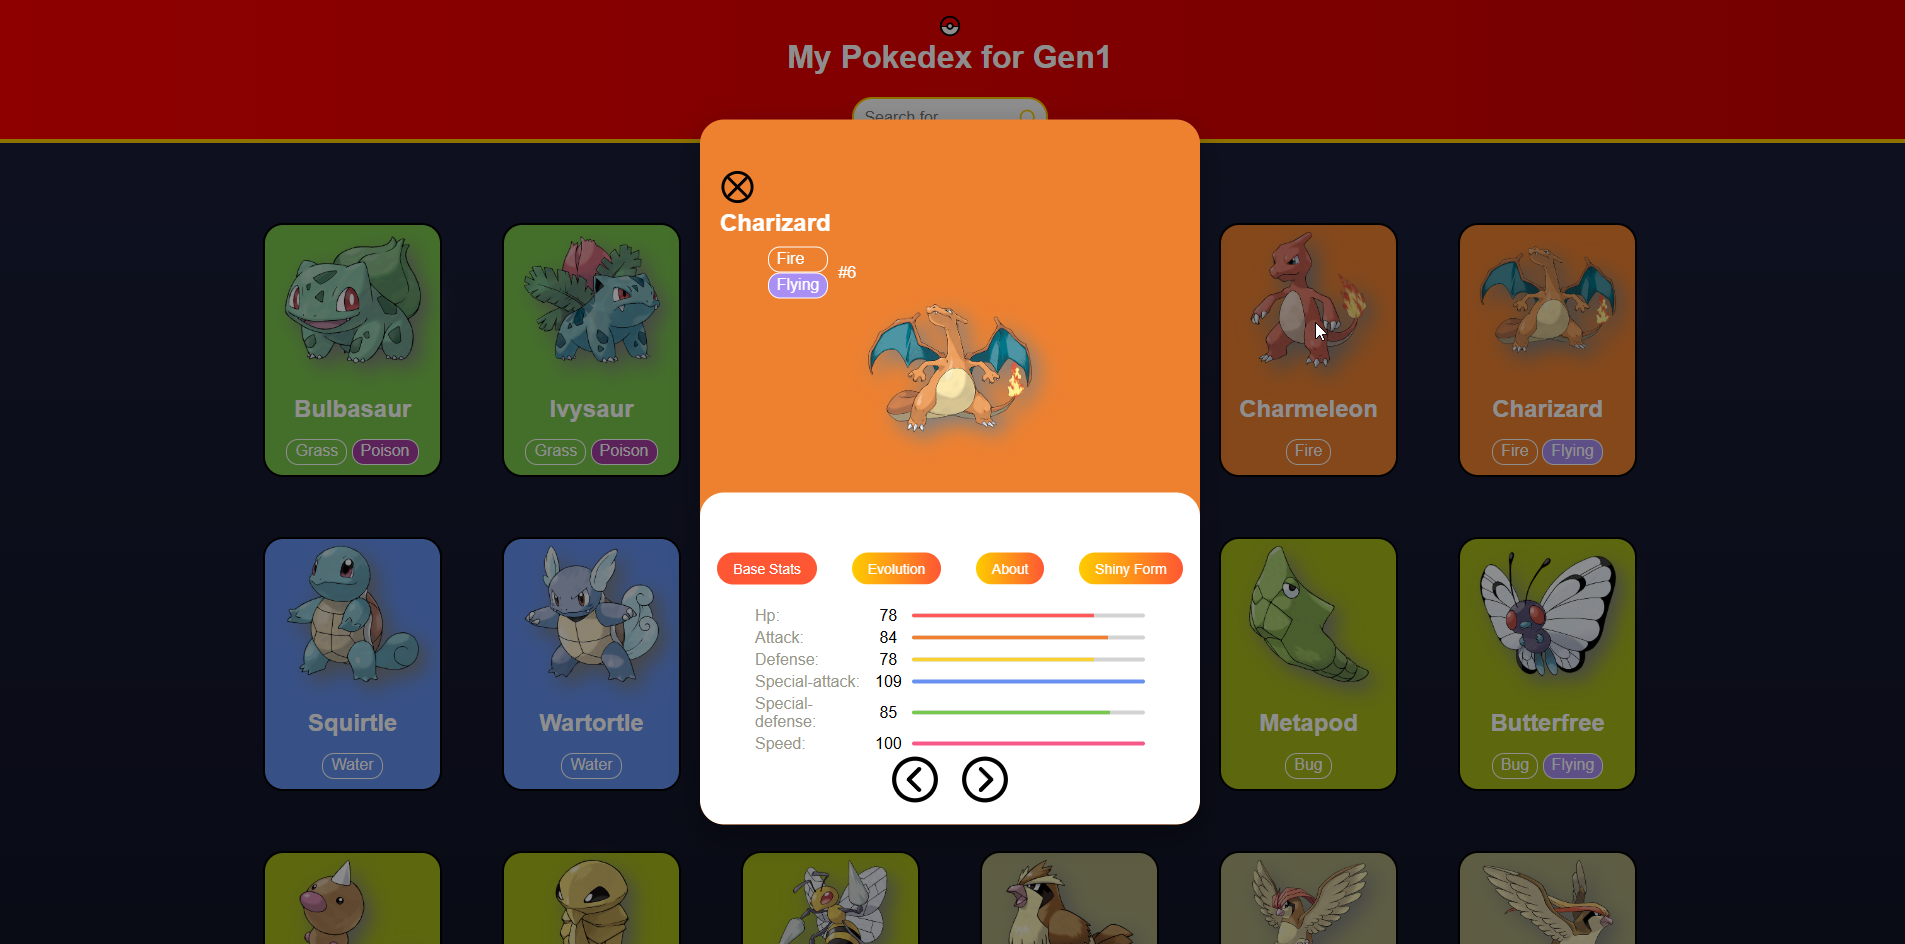 My Pokedex for Gen1
Search for
Charizard
Fire
Flying
#6
Base Stats
Evolution
About
Shiny Form
Hp: 78
Attack: 84
Defense: 78
Special-attack: 109
Special-
defense: 85
Speed: 100
Bulbasaur
Grass Poison
Ivysaur
Grass Poison
Charmeleon
Fire
Charizard
Fire Flying
Squirtle
Water
Wartortle
Water
Metapod
Bug
Butterfree
Bug Flying